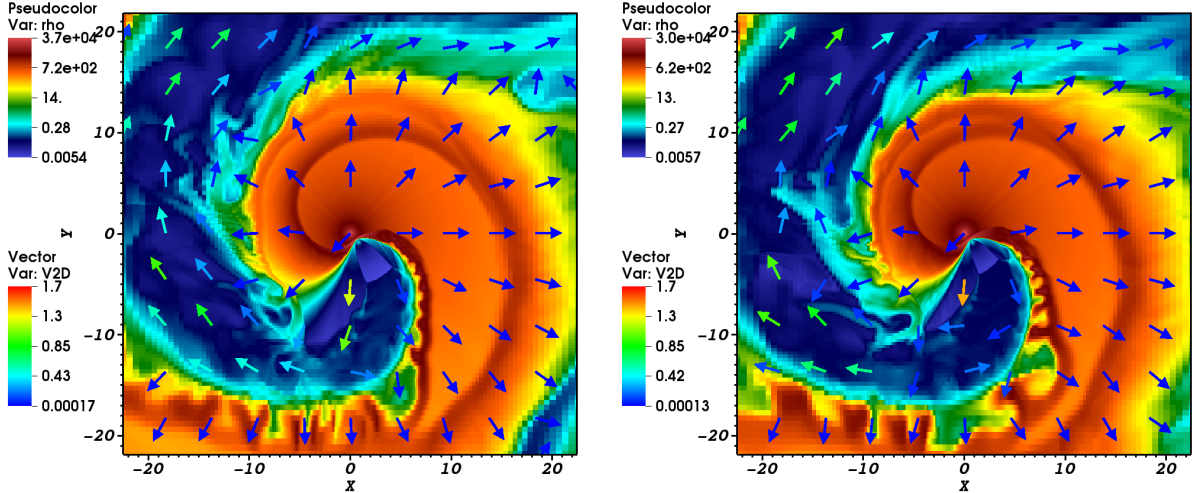 Pseudocolor
Var: rho
3.7e+04
7.2e+02
14.
0.28
0.0054
Vector
Var: V2D
1.7
1.3
0.85
0.43
0.00017
20
10
0
-10
-20
Y
-20 -10 0 10 20
X
Pseudocolor
Var: rho
3.0e+04
6.2e+02
13.
0.27
0.0057
Vector
Var: V2D
1.7
1.3
0.85
0.42
0.00013
20
10
0
-10
-20
Y
-20 -10 0 10 20
X